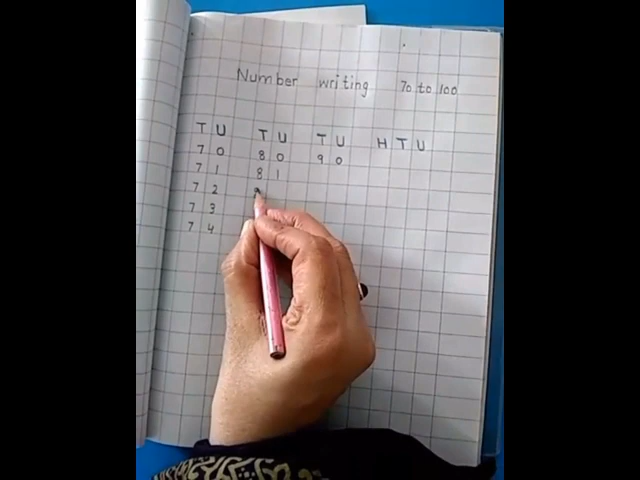 Number writing 70 to 100
T U T U T U H T U
7 0 8 0 9 0
7 1 8 1
7 2
7 3
7 4